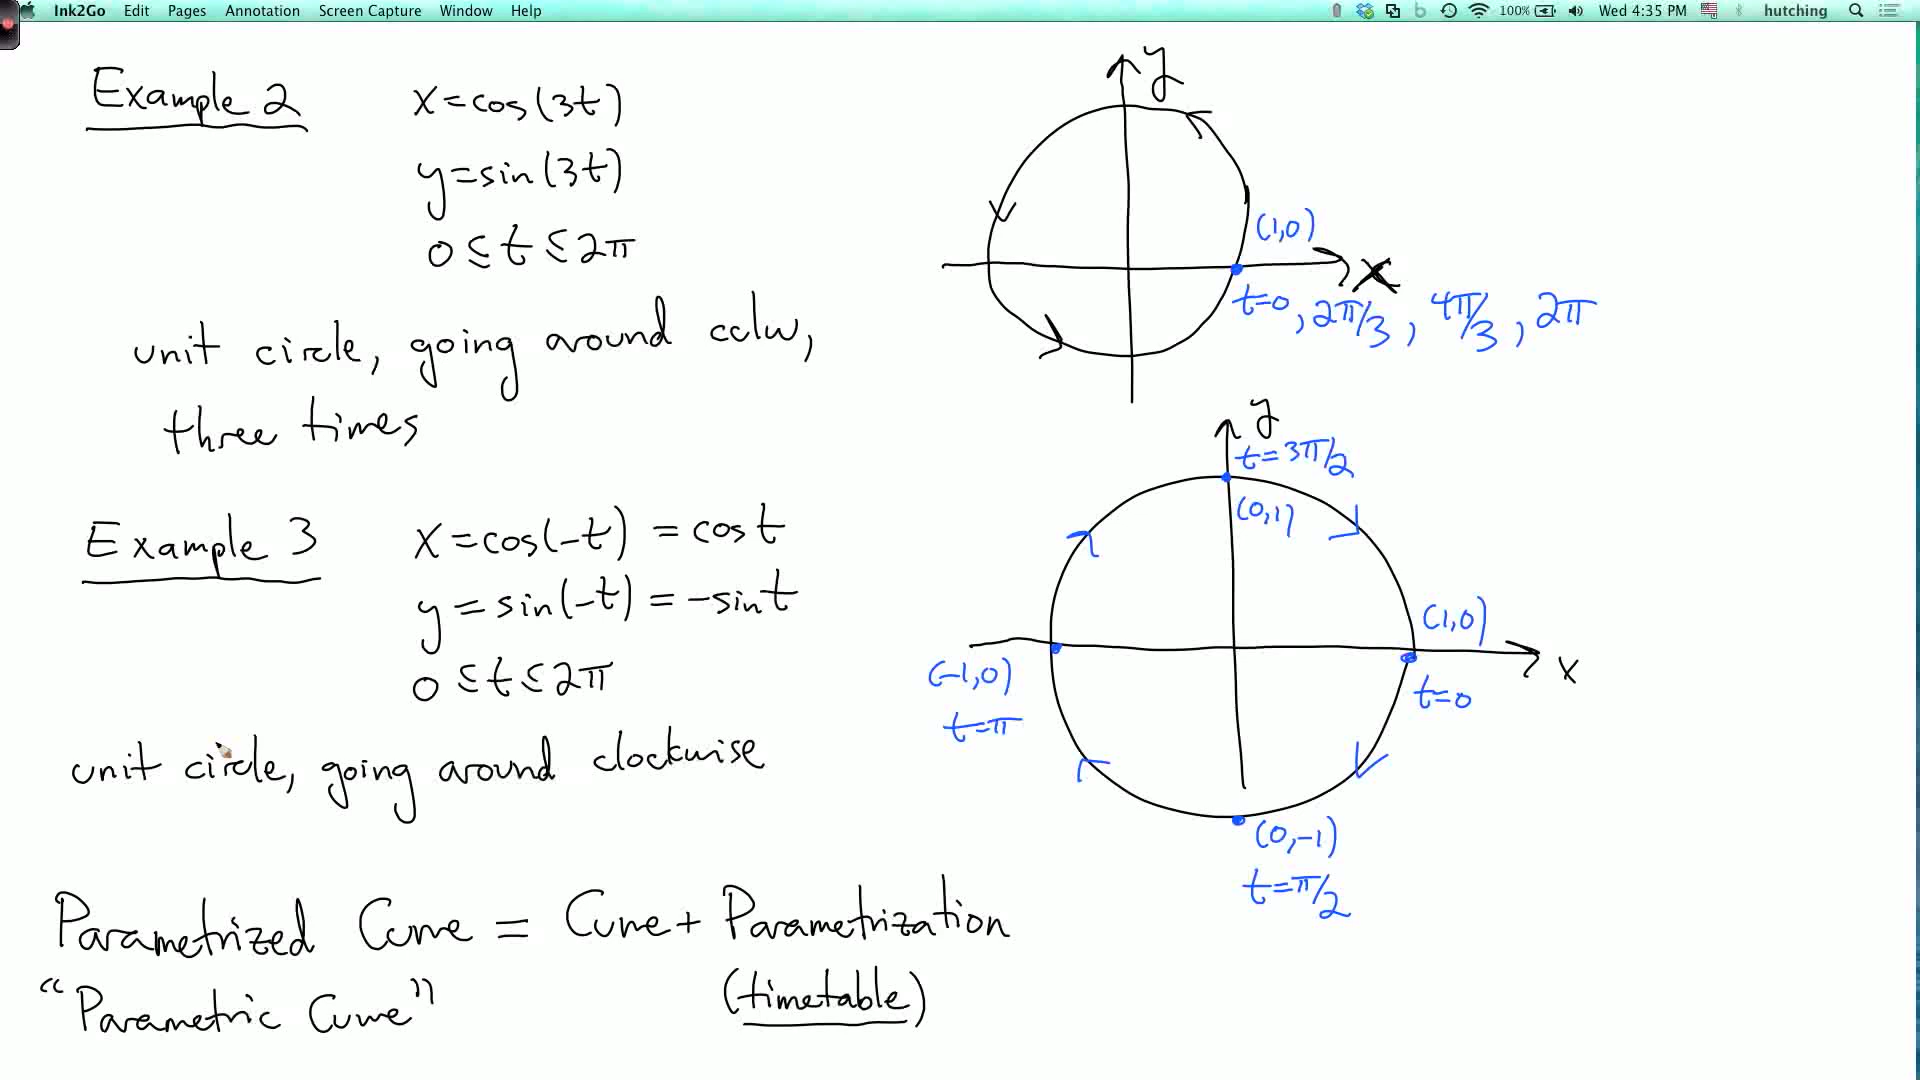 Ink2Go Edit Pages Annotation Screen Capture Window Help 100% Wed 4:35 PM hutching
Example 2
x=cos(3t)
y=sin(3t)
0≤t≤2π
unit circle, going around cclw,
three times
y
(1,0)
x
t=0, 2π/3, 4π/3, 2π
Example 3
x=cos(-t) = cos t
y=sin(-t) = -sin t
0≤t≤2π
unit circle, going around clockwise
y
t=3π/2
(0,1)
(1,0)
x
t=0
(-1,0)
t=π
(0,-1)
t=π/2
Parametrized Curve = Curve + Parametrization
"Parametric Curve"
(timetable)